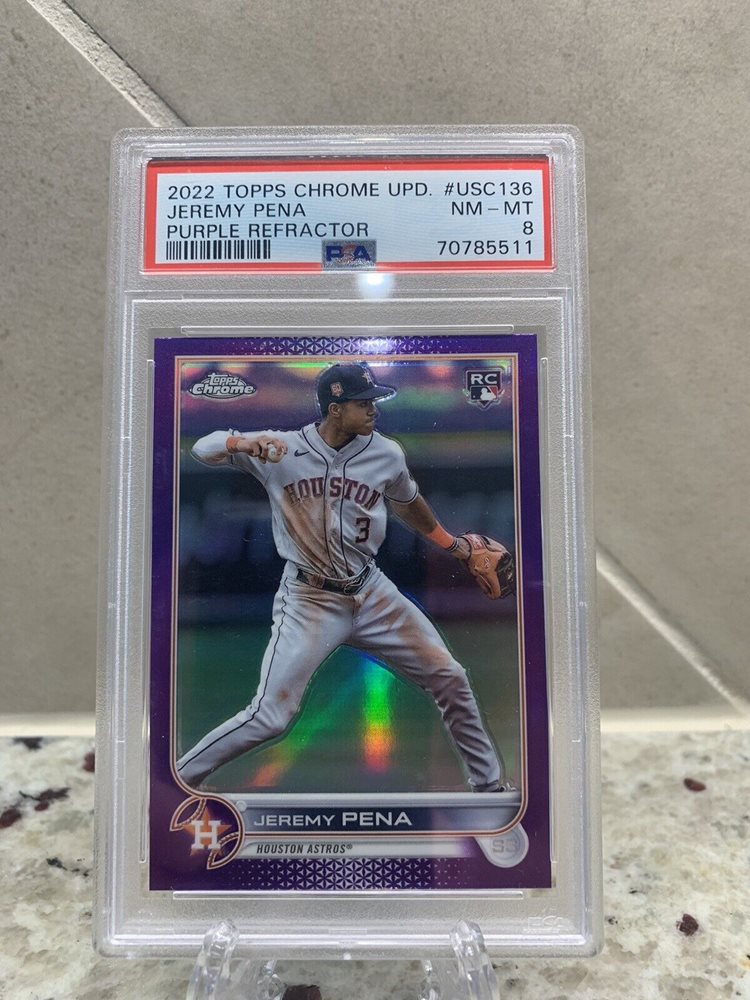 2022 TOPPS CHROME UPD. #USC136
JEREMY PENA NM - MT
PURPLE REFRACTOR 8
PSA 70785511
Topps Chrome
RC
HOUSTON
3
JEREMY PENA
H
HOUSTON ASTROS®
SS